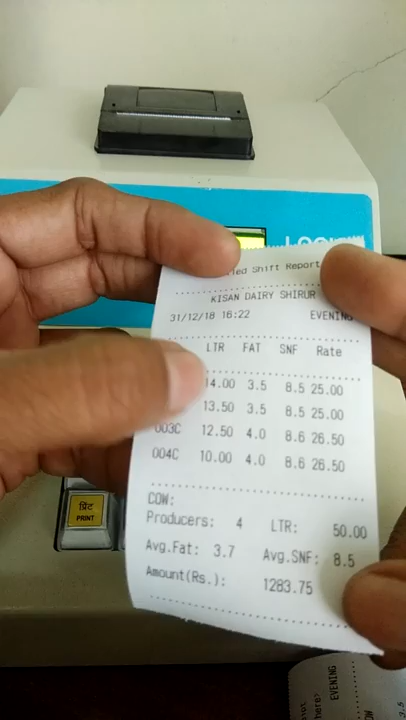 Shift Report
KISAN DAIRY SHIRUR
31/12/18 16:22 EVENING
LTR FAT SNF Rate
14.00 3.5 8.5 25.00
13.50 3.5 8.5 25.00
003C 12.50 4.0 8.6 26.50
004C 10.00 4.0 8.6 26.50
COW:
Producers: 4 LTR: 50.00
Avg.Fat: 3.7 Avg.SNF: 8.5
Amount(Rs.): 1283.75
प्रिंट
PRINT
EVENING